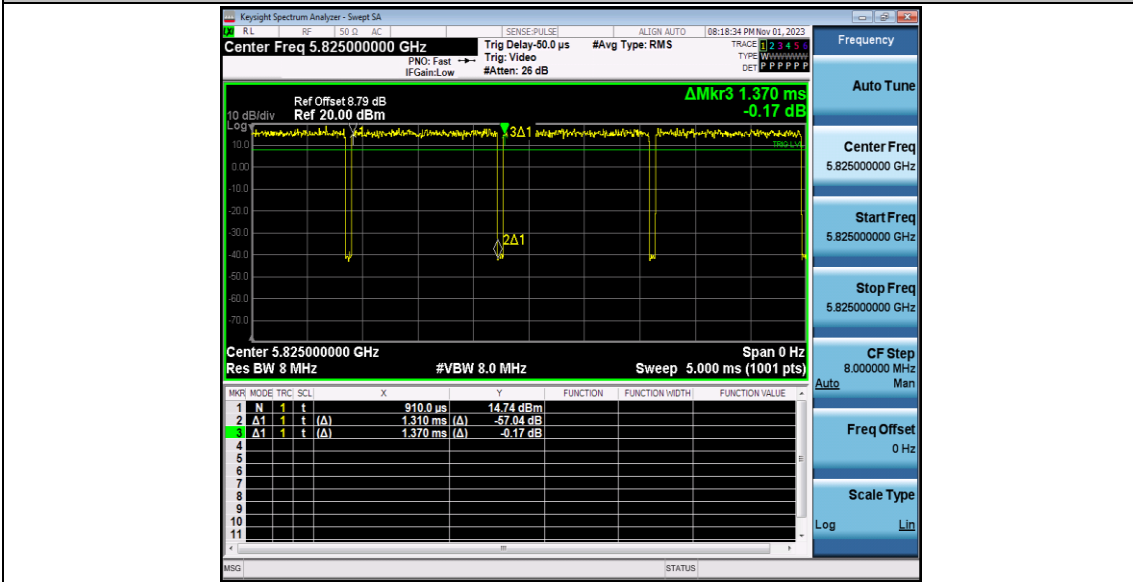 Keysight Spectrum Analyzer - Swept SA
RL RF 50 Ω AC SENSE:PULSE ALIGN AUTO 08:18:34 PM Nov 01, 2023
Center Freq 5.825000000 GHz Trig Delay-50.0 µs #Avg Type: RMS TRACE 1 2 3 4 5 6
PNO: Fast Trig: Video TYPE W
IFGain:Low #Atten: 26 dB DET P P P P P P
Frequency
Auto Tune
Center Freq
5.825000000 GHz
Start Freq
5.825000000 GHz
Stop Freq
5.825000000 GHz
CF Step
8.000000 MHz
Auto Man
Freq Offset
0 Hz
Scale Type
Log Lin
ΔMkr3 1.370 ms
-0.17 dB
Ref Offset 8.79 dB
10 dB/div Ref 20.00 dBm
Log
3Δ1
TRIG LVL
10.0
0.00
-10.0
-20.0
-30.0
2Δ1
-40.0
-50.0
-60.0
-70.0
Center 5.825000000 GHz Span 0 Hz
Res BW 8 MHz #VBW 8.0 MHz Sweep 5.000 ms (1001 pts)
MKR MODE TRC SCL X Y FUNCTION FUNCTION WIDTH FUNCTION VALUE
1 N 1 t 910.0 µs 14.74 dBm
2 Δ1 1 t (Δ) 1.310 ms (Δ) -57.04 dB
3 Δ1 1 t (Δ) 1.370 ms (Δ) -0.17 dB
4
5
6
7
8
9
10
11
MSG STATUS